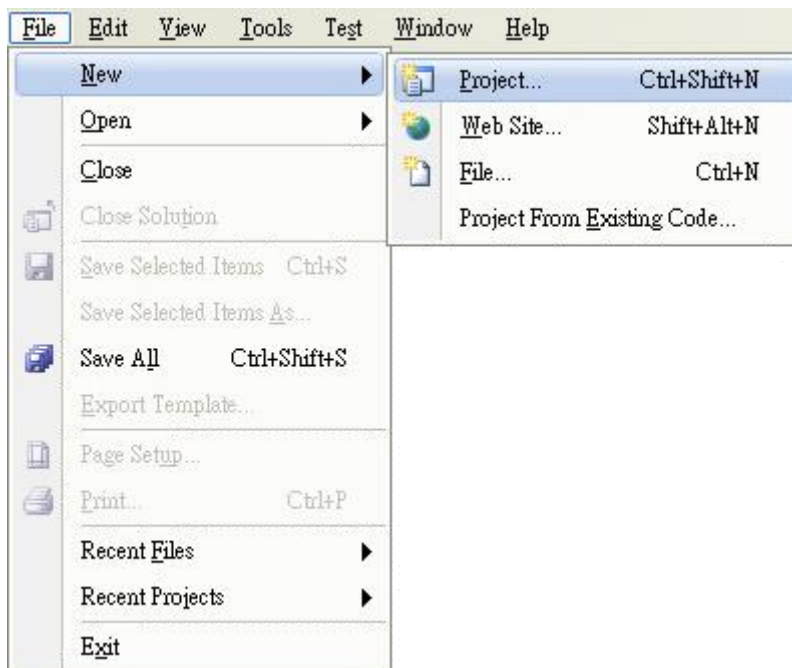 File Edit View Tools Test Window Help
New
Open
Close
Close Solution
Save Selected Items Ctrl+S
Save Selected Items As...
Save All Ctrl+Shift+S
Export Template...
Page Setup...
Print... Ctrl+P
Recent Files
Recent Projects
Exit
Project... Ctrl+Shift+N
Web Site... Shift+Alt+N
File... Ctrl+N
Project From Existing Code...